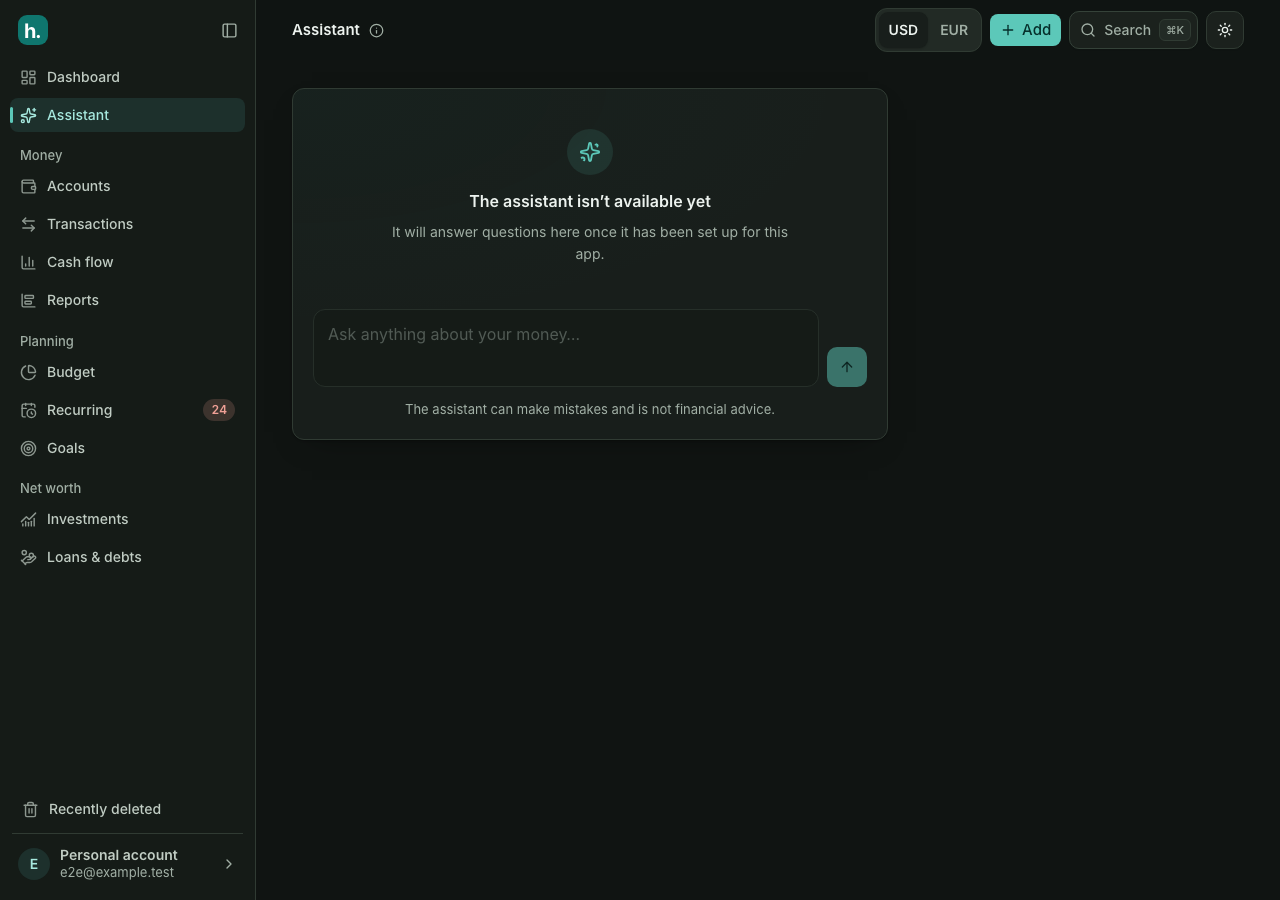 h.
Assistant
USD
EUR
Add
Search
⌘K
Dashboard
Assistant
Money
Accounts
Transactions
Cash flow
Reports
Planning
Budget
Recurring
24
Goals
Net worth
Investments
Loans & debts
Recently deleted
E
Personal account
e2e@example.test
The assistant isn’t available yet
It will answer questions here once it has been set up for this
app.
Ask anything about your money...
The assistant can make mistakes and is not financial advice.